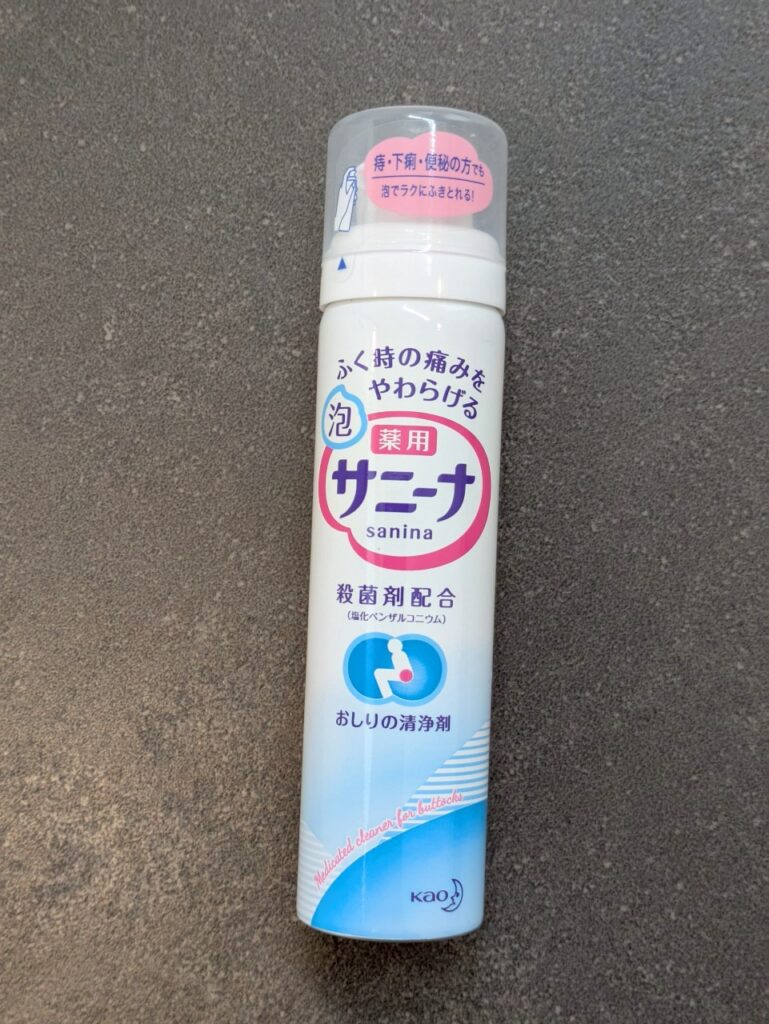 痔・下痢・便秘の方でも
泡でラクにふきとれる!
ふく時の痛みを
やわらげる
泡
薬用
サニーナ
sanina
殺菌剤配合
(塩化ベンザルコニウム)
おしりの清浄剤
Medicated cleaner for buttocks
Kao